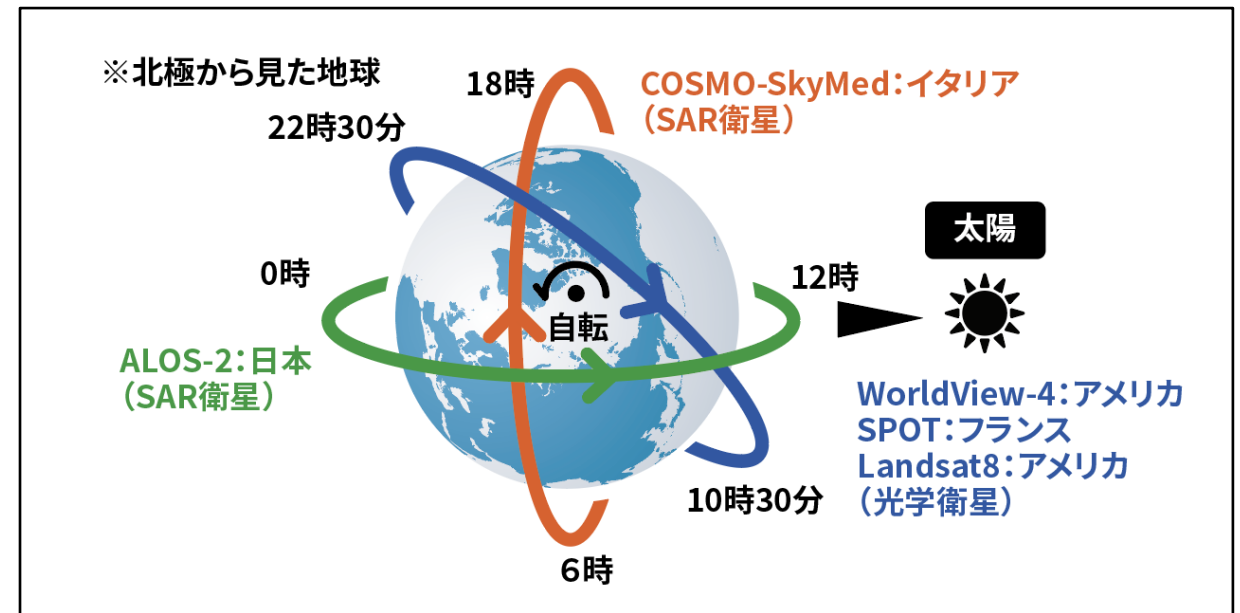 ※北極から見た地球
18時
COSMO-SkyMed：イタリア
（SAR衛星）
22時30分
太陽
0時
12時
自転
ALOS-2：日本
（SAR衛星）
WorldView-4：アメリカ
SPOT：フランス
Landsat8：アメリカ
（光学衛星）
10時30分
６時